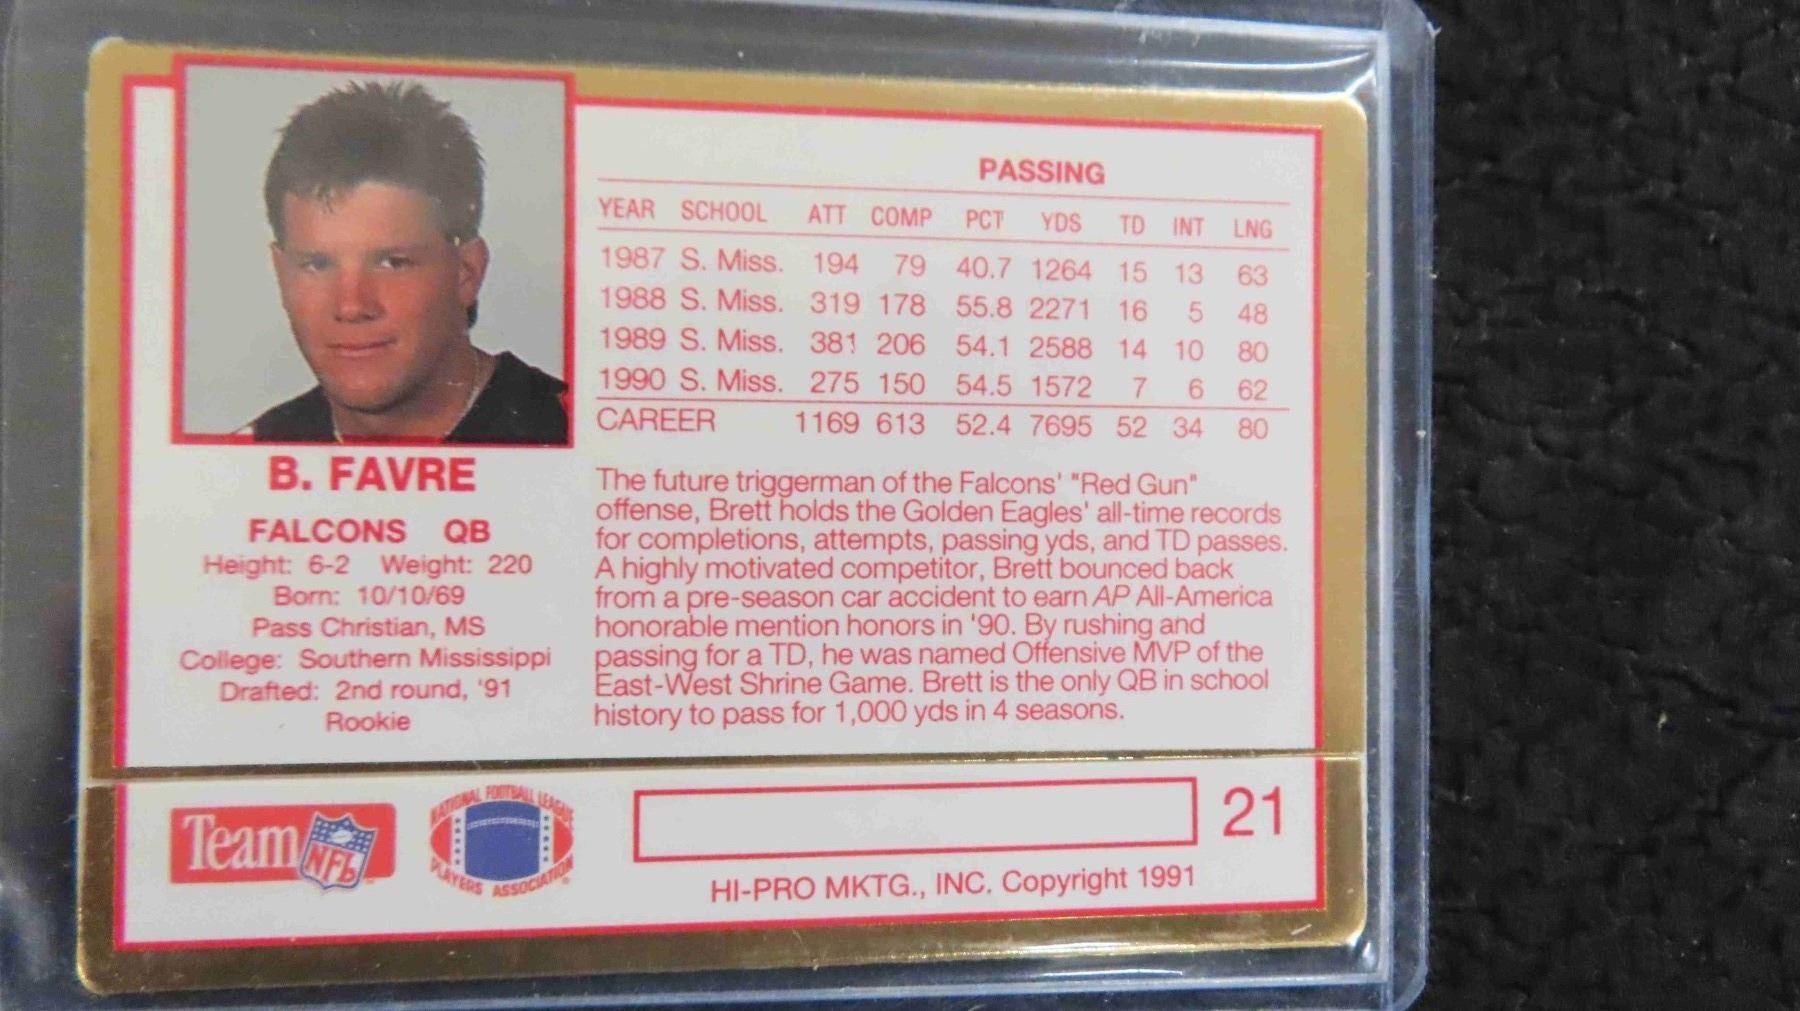 B. FAVRE
FALCONS QB
Height: 6-2 Weight: 220
Born: 10/10/69
Pass Christian, MS
College: Southern Mississippi
Drafted: 2nd round, '91
Rookie
PASSING
YEAR SCHOOL ATT COMP PCT YDS TD INT LNG
1987 S. Miss. 194 79 40.7 1264 15 13 63
1988 S. Miss. 319 178 55.8 2271 16 5 48
1989 S. Miss. 381 206 54.1 2588 14 10 80
1990 S. Miss. 275 150 54.5 1572 7 6 62
CAREER 1169 613 52.4 7695 52 34 80
The future triggerman of the Falcons' "Red Gun"
offense, Brett holds the Golden Eagles' all-time records
for completions, attempts, passing yds, and TD passes.
A highly motivated competitor, Brett bounced back
from a pre-season car accident to earn AP All-America
honorable mention honors in '90. By rushing and
passing for a TD, he was named Offensive MVP of the
East-West Shrine Game. Brett is the only QB in school
history to pass for 1,000 yds in 4 seasons.
Team NFL
NATIONAL FOOTBALL LEAGUE
PLAYERS ASSOCIATION
21
HI-PRO MKTG., INC. Copyright 1991